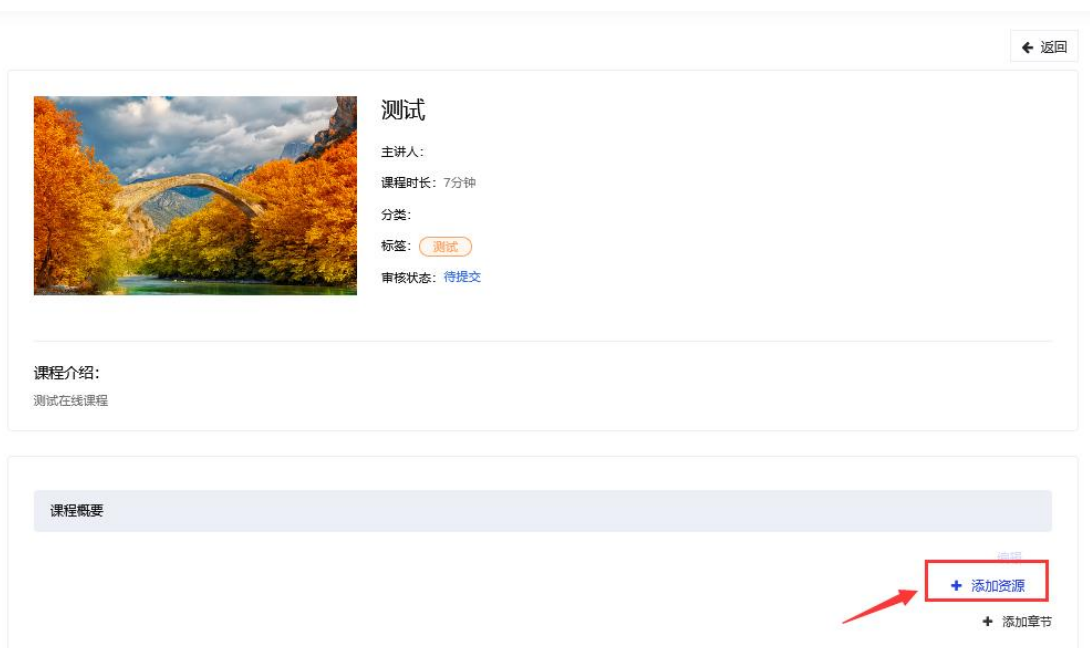 返回
测试
主讲人:
课程时长: 7分钟
分类:
标签: 测试
审核状态: 待提交
课程介绍:
测试在线课程
课程概要
编辑
+ 添加资源
+ 添加章节